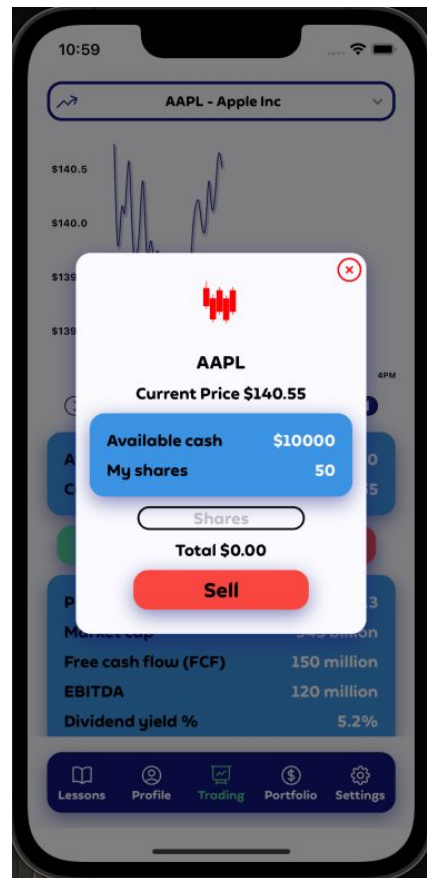 10:59
AAPL - Apple Inc
$140.5
$140.0
$139
$139
4PM
AAPL
Current Price $140.55
Available cash $10000
My shares 50
Shares
Total $0.00
Sell
Free cash flow (FCF) 150 million
EBITDA 120 million
Dividend yield % 5.2%
Lessons Profile Trading Portfolio Settings